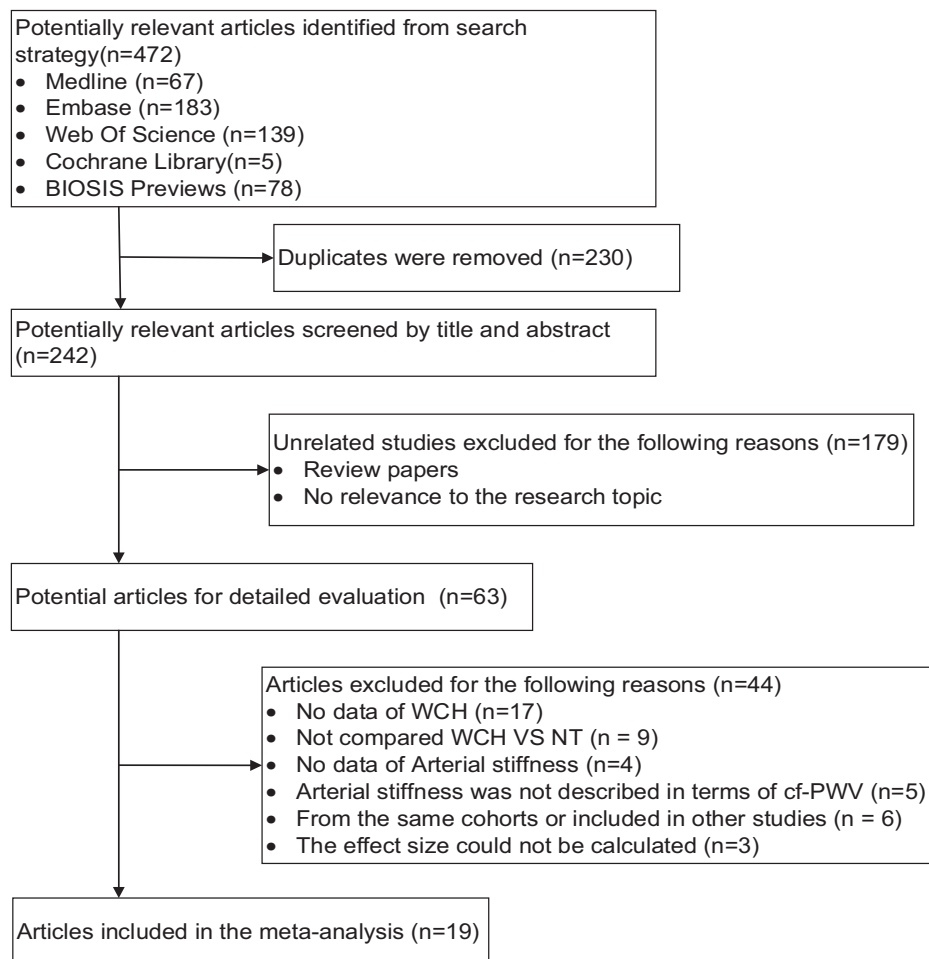 Potentially relevant articles identified from search
strategy(n=472)
• Medline (n=67)
• Embase (n=183)
• Web Of Science (n=139)
• Cochrane Library(n=5)
• BIOSIS Previews (n=78)
Duplicates were removed (n=230)
Potentially relevant articles screened by title and abstract
(n=242)
Unrelated studies excluded for the following reasons (n=179)
• Review papers
• No relevance to the research topic
Potential articles for detailed evaluation (n=63)
Articles excluded for the following reasons (n=44)
• No data of WCH (n=17)
• Not compared WCH VS NT (n = 9)
• No data of Arterial stiffness (n=4)
• Arterial stiffness was not described in terms of cf-PWV (n=5)
• From the same cohorts or included in other studies (n = 6)
• The effect size could not be calculated (n=3)
Articles included in the meta-analysis (n=19)